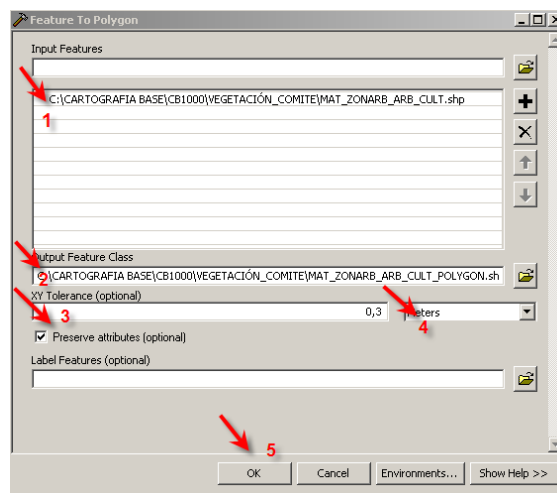 Feature To Polygon
Input Features
C:\CARTOGRAFIA BASE\CB1000\VEGETACIÓN_COMITE\MAT_ZONARB_ARB_CULT.shp
1
Output Feature Class
2
\CARTOGRAFIA BASE\CB1000\VEGETACIÓN_COMITE\MAT_ZONARB_ARB_CULT_POLYGON.sh
XY Tolerance (optional)
3
0,3
Meters
4
Preserve attributes (optional)
Label Features (optional)
5
OK
Cancel
Environments...
Show Help >>